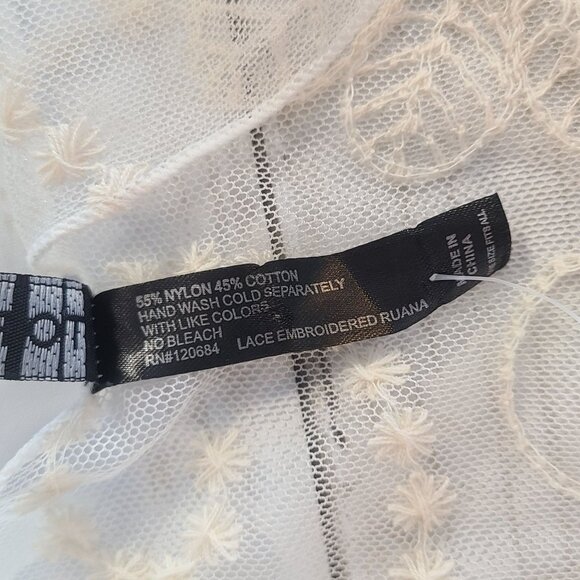 55% NYLON 45% COTTON
HAND WASH COLD SEPARATELY
WITH LIKE COLORS
NO BLEACH
RN#120684
LACE EMBROIDERED RUANA
MADE IN
CHINA
SIZE FITS ALL